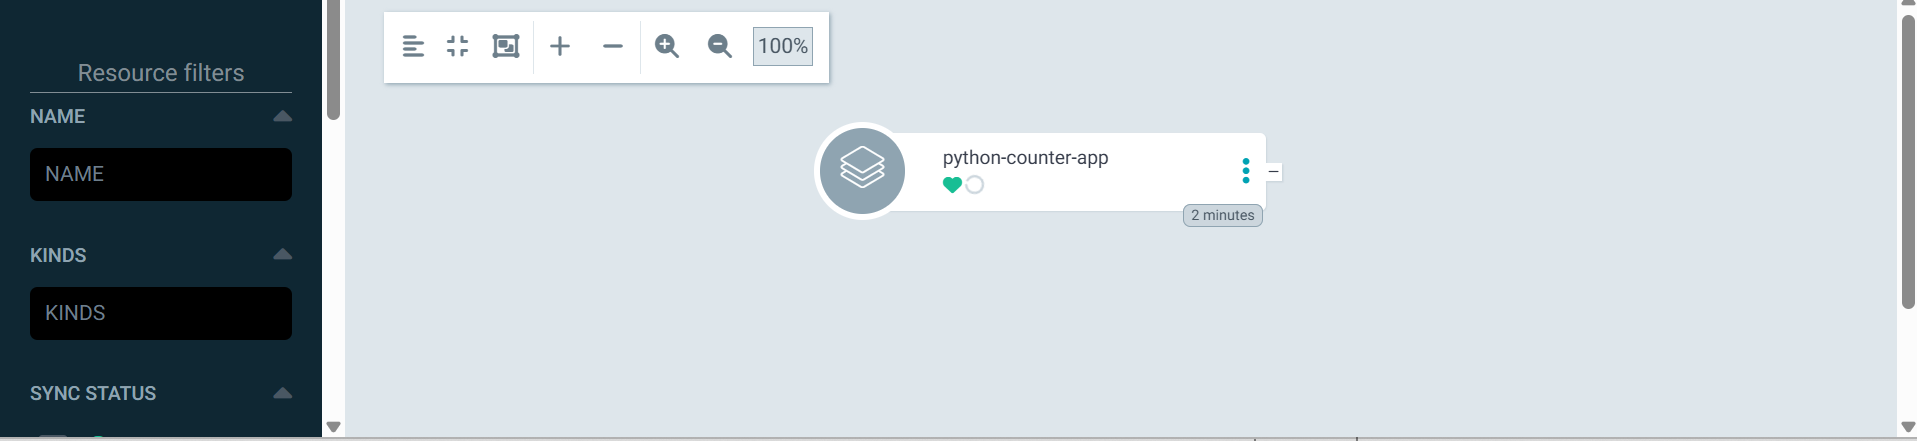 Resource filters
NAME
NAME
KINDS
KINDS
SYNC STATUS
100%
python-counter-app
2 minutes